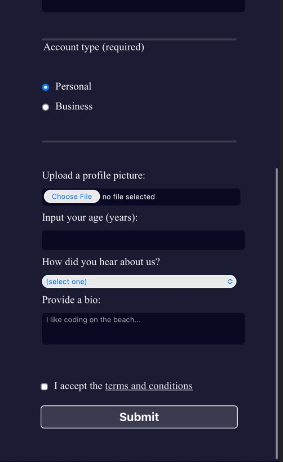 Account type (required)
Personal
Business
Upload a profile picture:
Choose File no file selected
Input your age (years):
How did you hear about us?
(select one)
Provide a bio:
I like coding on the beach...
I accept the terms and conditions
Submit